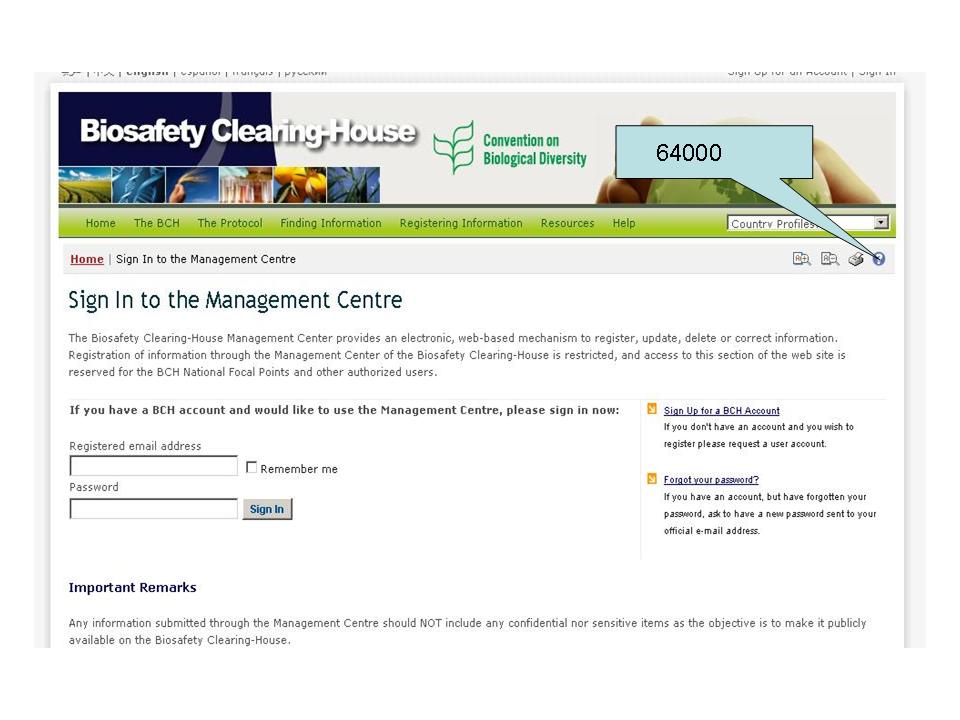 English | español | français | русский
Sign Up for an Account | Sign In
Biosafety Clearing-House
Convention on
Biological Diversity
64000
Home The BCH The Protocol Finding Information Registering Information Resources Help Country Profiles
Home | Sign In to the Management Centre
Sign In to the Management Centre
The Biosafety Clearing-House Management Center provides an electronic, web-based mechanism to register, update, delete or correct information.
Registration of information through the Management Center of the Biosafety Clearing-House is restricted, and access to this section of the web site is
reserved for the BCH National Focal Points and other authorized users.
If you have a BCH account and would like to use the Management Centre, please sign in now:
Registered email address
Remember me
Password
Sign In
Sign Up for a BCH Account
If you don't have an account and you wish to
register please request a user account.
Forgot your password?
If you have an account, but have forgotten your
password, ask to have a new password sent to your
official e-mail address.
Important Remarks
Any information submitted through the Management Centre should NOT include any confidential nor sensitive items as the objective is to make it publicly
available on the Biosafety Clearing-House.